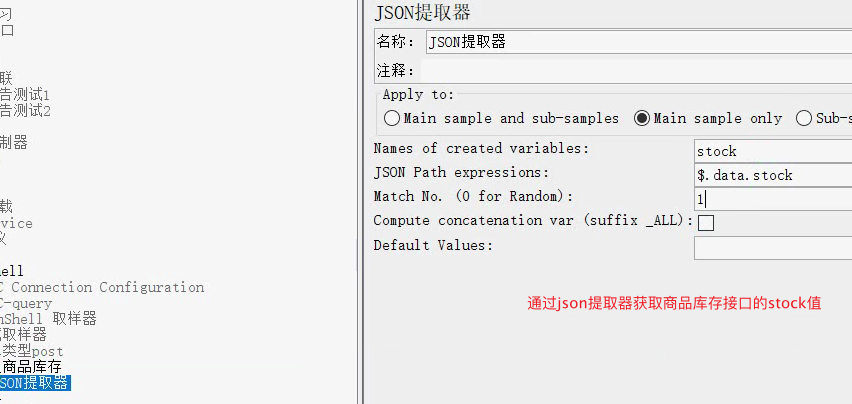 习
口
联
告测试1
告测试2
制器
载
vice
议
hell
C Connection Configuration
C-query
nShell 取样器
试取样器
类型post
商品库存
JSON提取器
JSON提取器
名称: JSON提取器
注释:
Apply to:
Main sample and sub-samples Main sample only Sub-s
Names of created variables: stock
JSON Path expressions: $.data.stock
Match No. (0 for Random): 1
Compute concatenation var (suffix _ALL):
Default Values:
通过json提取器获取商品库存接口的stock值